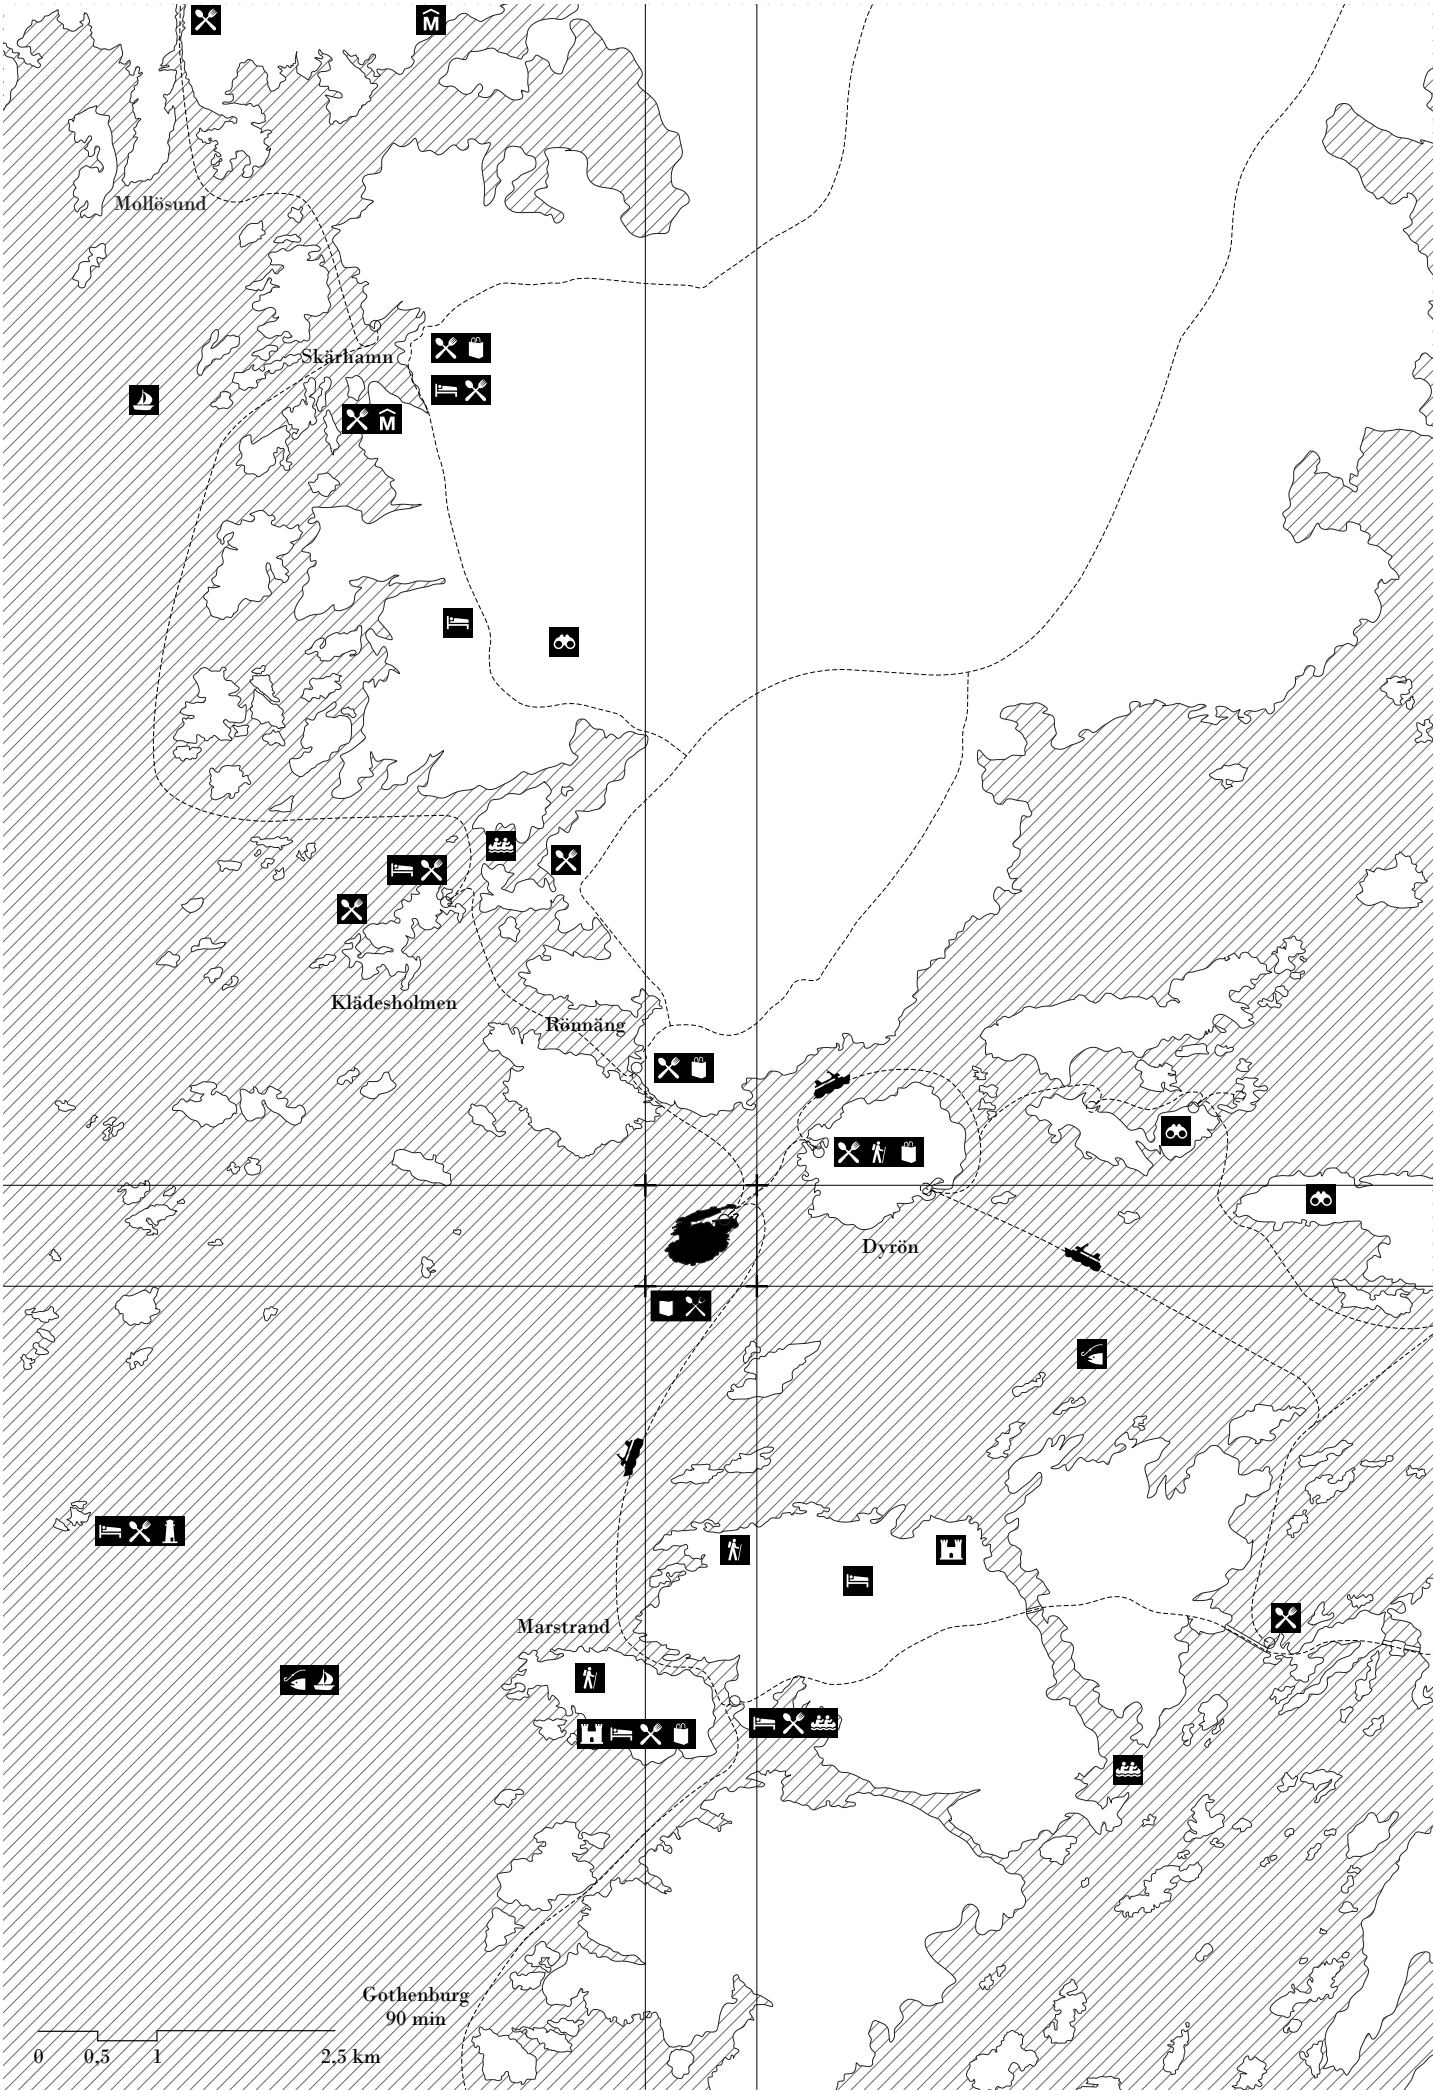 M
Mollösund
Skärhamn
M
Klädesholmen
Rönnäng
Dyrön
Marstrand
Gothenburg
90 min
0 0,5 1 2,5 km